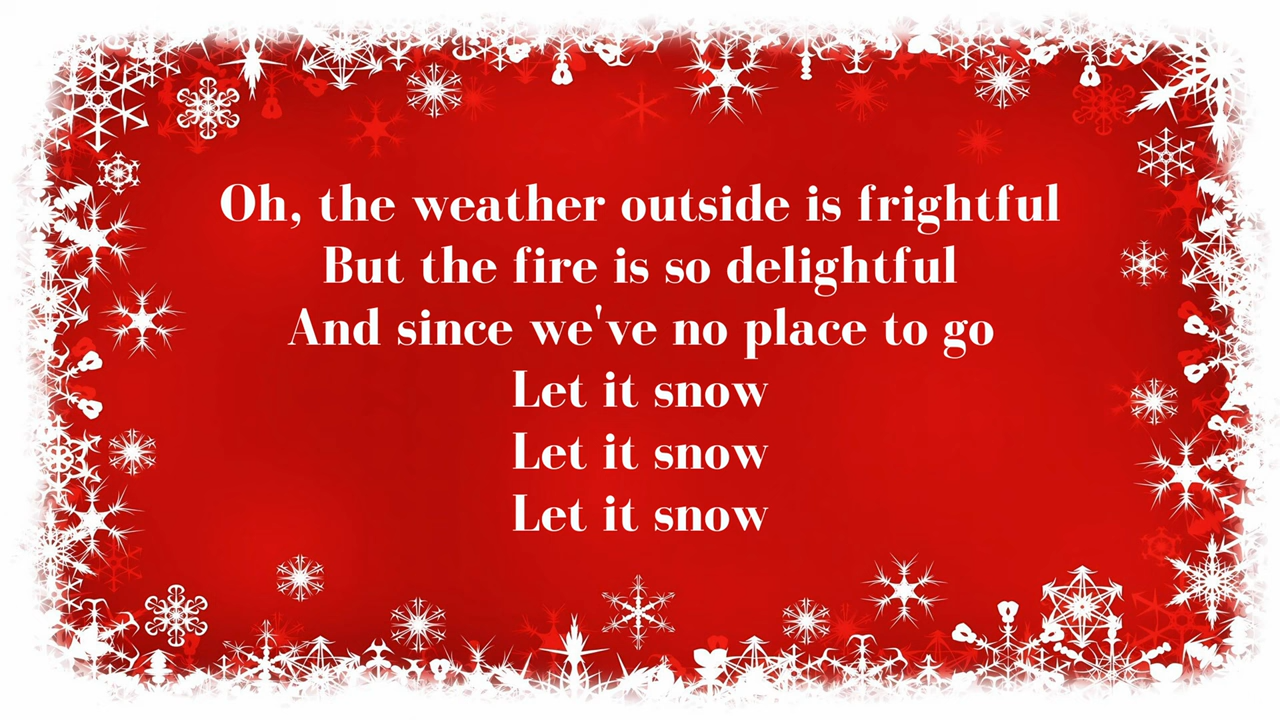 Oh, the weather outside is frightful
But the fire is so delightful
And since we've no place to go
Let it snow
Let it snow
Let it snow